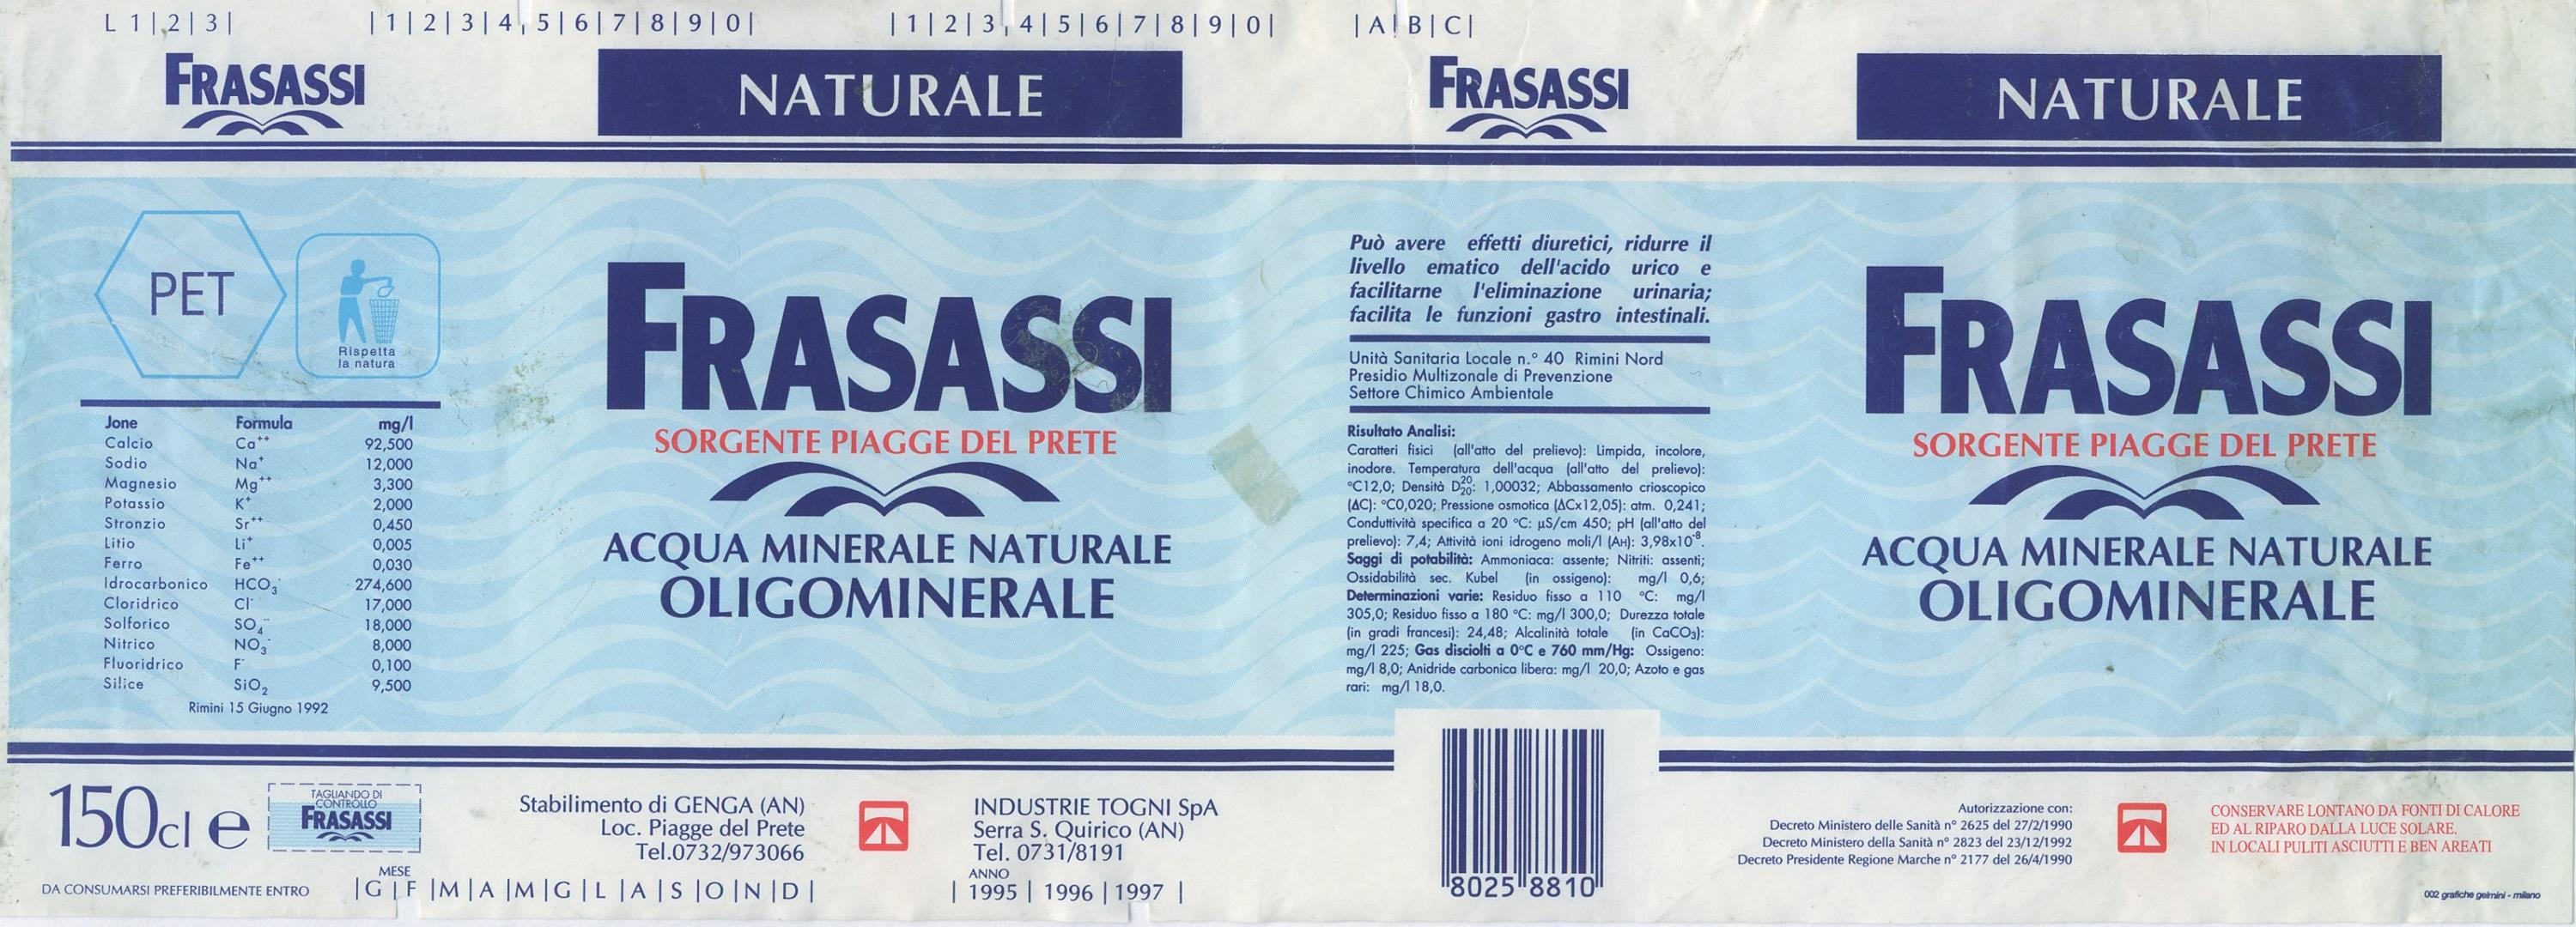 L 1|2|3|
|1|2|3|4|5|6|7|8|9|0|
|1|2|3|4|5|6|7|8|9|0|
|A|B|C|
FRASASSI
NATURALE
FRASASSI
NATURALE
PET
Rispetta
la natura
Jone Formula mg/l
Calcio Ca⁺⁺ 92,500
Sodio Na⁺ 12,000
Magnesio Mg⁺⁺ 3,300
Potassio K⁺ 2,000
Stronzio Sr⁺⁺ 0,450
Litio Li⁺ 0,005
Ferro Fe⁺⁺ 0,030
Idrocarbonico HCO₃⁻ 274,600
Cloridrico Cl⁻ 17,000
Solforico SO₄⁻⁻ 18,000
Nitrico NO₃⁻ 8,000
Fluoridrico F⁻ 0,100
Silice SiO₂ 9,500
Rimini 15 Giugno 1992
FRASASSI
SORGENTE PIAGGE DEL PRETE
ACQUA MINERALE NATURALE
OLIGOMINERALE
Può avere effetti diuretici, ridurre il
livello ematico dell'acido urico e
facilitarne l'eliminazione urinaria;
facilita le funzioni gastro intestinali.
Unità Sanitaria Locale n.° 40 Rimini Nord
Presidio Multizonale di Prevenzione
Settore Chimico Ambientale
Risultato Analisi:
Caratteri fisici (all'atto del prelievo): Limpida, incolore,
inodore. Temperatura dell'acqua (all'atto del prelievo):
°C12,0; Densità D²⁰₂₀: 1,00032; Abbassamento crioscopico
(ΔC): °C0,020; Pressione osmotica (ΔCx12,05): atm. 0,241;
Conduttività specifica a 20 °C: µS/cm 450; pH (all'atto del
prelievo): 7,4; Attività ioni idrogeno moli/l (AH): 3,98x10⁻⁸.
Saggi di potabilità: Ammoniaca: assente; Nitriti: assenti;
Ossidabilità sec. Kubel (in ossigeno): mg/l 0,6;
Determinazioni varie: Residuo fisso a 110 °C: mg/l
305,0; Residuo fisso a 180 °C: mg/l 300,0; Durezza totale
(in gradi francesi): 24,48; Alcalinità totale (in CaCO₃):
mg/l 225; Gas disciolti a 0°C e 760 mm/Hg: Ossigeno:
mg/l 8,0; Anidride carbonica libera: mg/l 20,0; Azoto e gas
rari: mg/l 18,0.
FRASASSI
SORGENTE PIAGGE DEL PRETE
ACQUA MINERALE NATURALE
OLIGOMINERALE
150cl e
TAGLIANDO DI
CONTROLLO
FRASASSI
Stabilimento di GENGA (AN)
Loc. Piagge del Prete
Tel.0732/973066
INDUSTRIE TOGNI SpA
Serra S. Quirico (AN)
Tel. 0731/8191
DA CONSUMARSI PREFERIBILMENTE ENTRO
MESE
|G|F|M|A|M|G|L|A|S|O|N|D|
ANNO
| 1995 | 1996 | 1997 |
8025 8810
Autorizzazione con:
Decreto Ministero delle Sanità n° 2625 del 27/2/1990
Decreto Ministero della Sanità n° 2823 del 23/12/1992
Decreto Presidente Regione Marche n° 2177 del 26/4/1990
CONSERVARE LONTANO DA FONTI DI CALORE
ED AL RIPARO DALLA LUCE SOLARE.
IN LOCALI PULITI ASCIUTTI E BEN AREATI
002 grafiche gelmini - milano